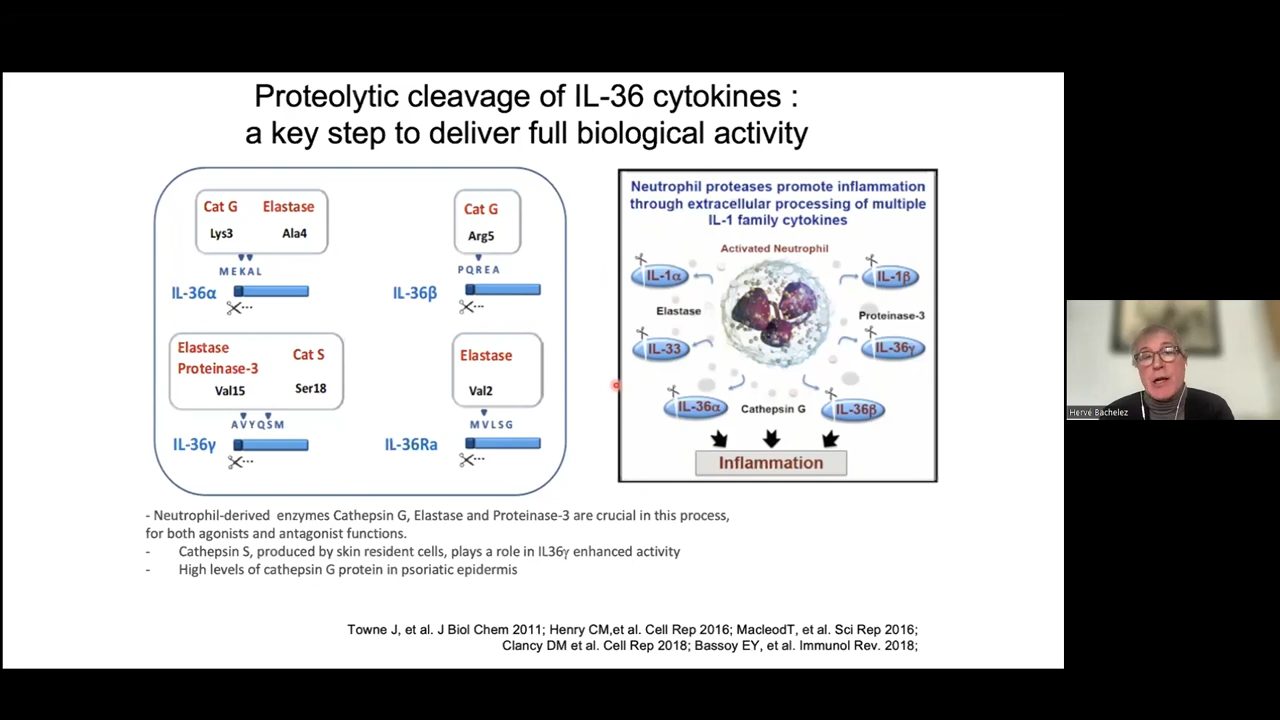 Proteolytic cleavage of IL-36 cytokines :
a key step to deliver full biological activity
Cat G Elastase
Lys3 Ala4
MEKAL
IL-36α
Cat G
Arg5
PQREA
IL-36β
Elastase
Proteinase-3
Cat S
Val15 Ser18
AVYQSM
IL-36γ
Elastase
Val2
MVLSG
IL-36Ra
Neutrophil proteases promote inflammation
through extracellular processing of multiple
IL-1 family cytokines
Activated Neutrophil
IL-1α
IL-1β
Elastase
Proteinase-3
IL-33
IL-36γ
IL-36α
Cathepsin G
IL-36β
Inflammation
- Neutrophil-derived enzymes Cathepsin G, Elastase and Proteinase-3 are crucial in this process,
for both agonists and antagonist functions.
- Cathepsin S, produced by skin resident cells, plays a role in IL36γ enhanced activity
- High levels of cathepsin G protein in psoriatic epidermis
Towne J, et al. J Biol Chem 2011; Henry CM,et al. Cell Rep 2016; MacleodT, et al. Sci Rep 2016;
Clancy DM et al. Cell Rep 2018; Bassoy EY, et al. Immunol Rev. 2018;
Hervé Bachelez